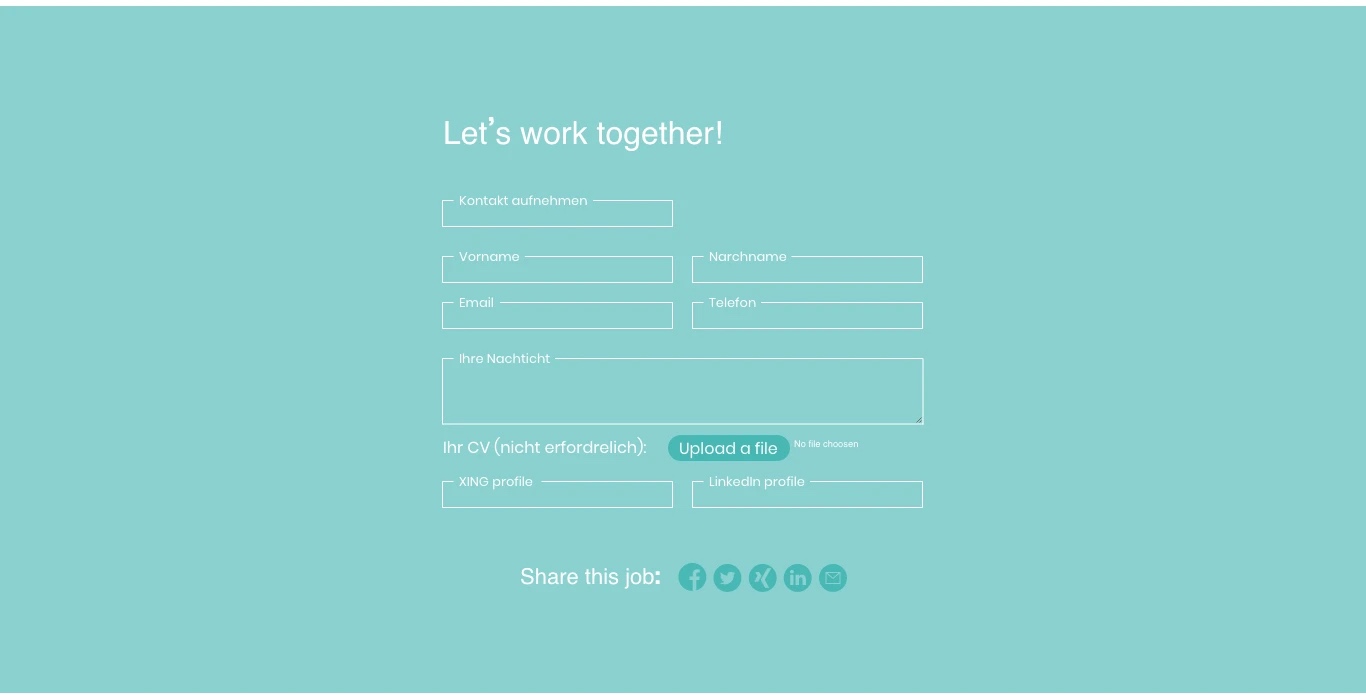 Let’s work together!
Kontakt aufnehmen
Vorname Narchname
Email Telefon
Ihre Nachticht
Ihr CV (nicht erfordrelich): Upload a file No file choosen
XING profile LinkedIn profile
Share this job: